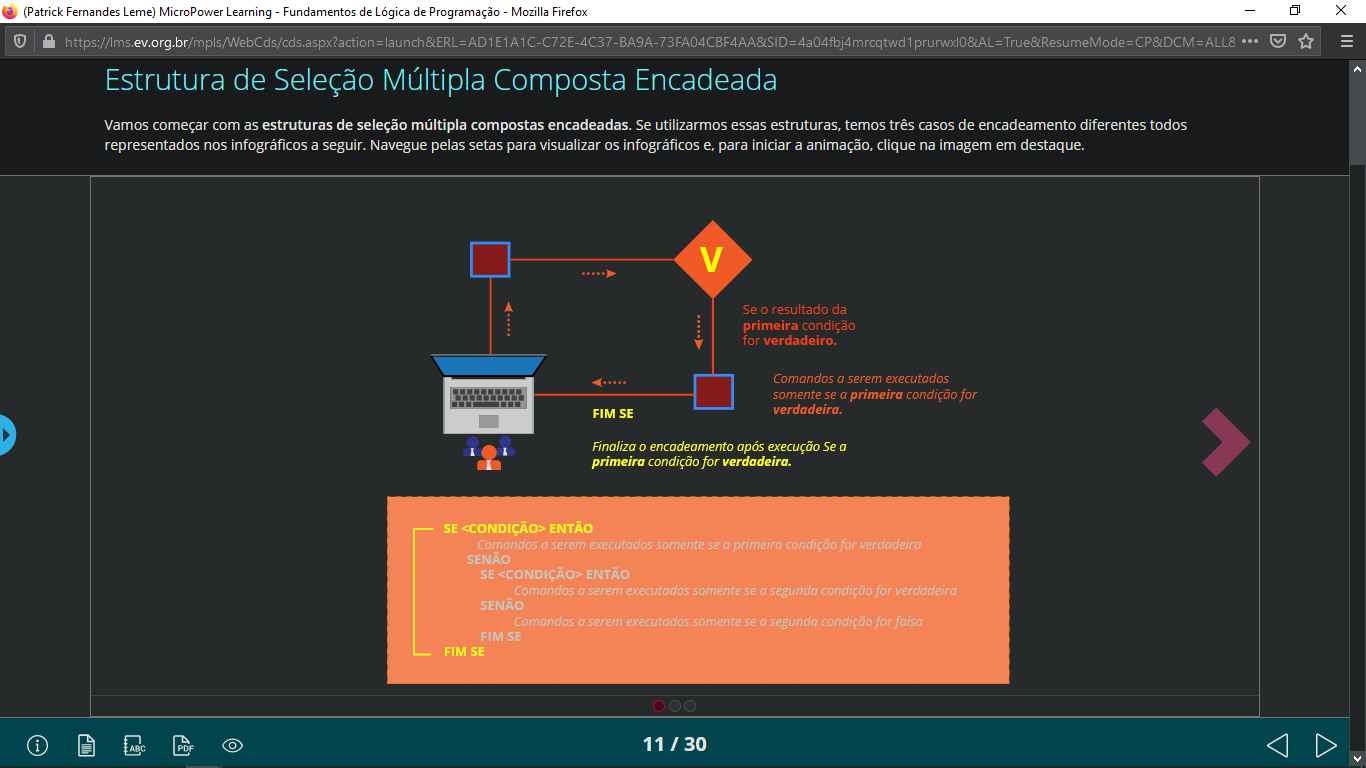 (Patrick Fernandes Leme) MicroPower Learning - Fundamentos de Lógica de Programação - Mozilla Firefox
https://lms.ev.org.br/mpls/WebCds/cds.aspx?action=launch&ERL=AD1E1A1C-C72E-4C37-BA9A-73FA04CBF4AA&SID=4a04fbj4mrcqtwd1prurwxl0&AL=True&ResumeMode=CP&DCM=ALL&
Estrutura de Seleção Múltipla Composta Encadeada
Vamos começar com as estruturas de seleção múltipla compostas encadeadas. Se utilizarmos essas estruturas, temos três casos de encadeamento diferentes todos
representados nos infográficos a seguir. Navegue pelas setas para visualizar os infográficos e, para iniciar a animação, clique na imagem em destaque.
V
Se o resultado da
primeira condição
for verdadeiro.
Comandos a serem executados
somente se a primeira condição for
verdadeira.
FIM SE
Finaliza o encadeamento após execução Se a
primeira condição for verdadeira.
SE <CONDIÇÃO> ENTÃO
Comandos a serem executados somente se a primeira condição for verdadeira
SENÃO
SE <CONDIÇÃO> ENTÃO
Comandos a serem executados somente se a segunda condição for verdadeira
SENÃO
Comandos a serem executados somente se a segunda condição for falsa
FIM SE
FIM SE
ABC
PDF
11 / 30